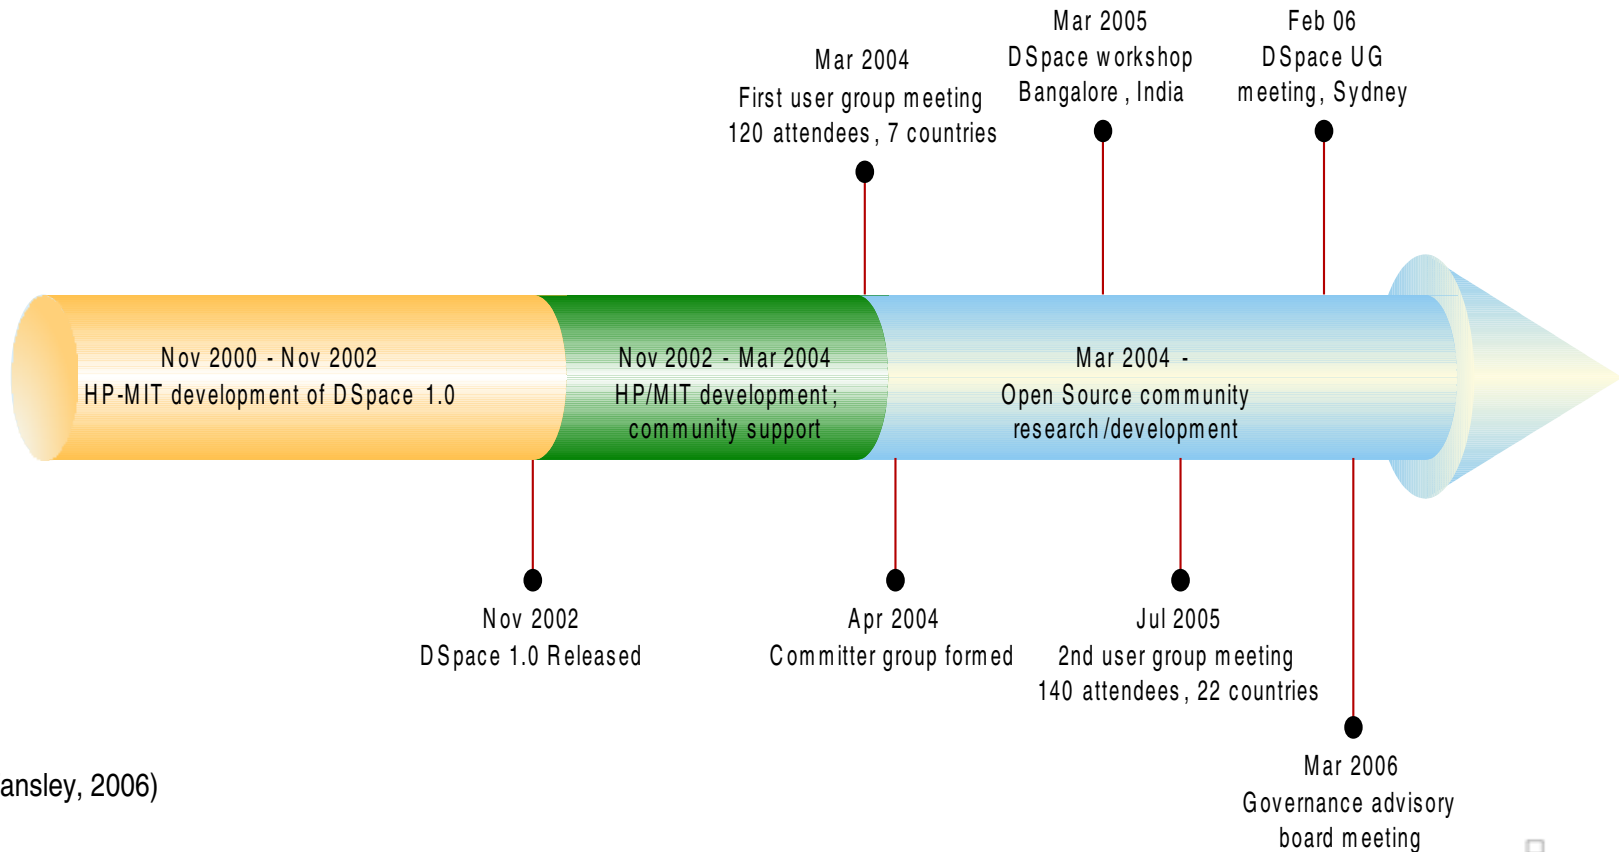 Mar 2004
First user group meeting
120 attendees, 7 countries
Mar 2005
DSpace workshop
Bangalore, India
Feb 06
DSpace UG
meeting, Sydney
Nov 2000 - Nov 2002
HP-MIT development of DSpace 1.0
Nov 2002 - Mar 2004
HP/MIT development;
community support
Mar 2004 -
Open Source community
research/development
Nov 2002
DSpace 1.0 Released
Apr 2004
Committer group formed
Jul 2005
2nd user group meeting
140 attendees, 22 countries
Mar 2006
Governance advisory
board meeting
ansley, 2006)